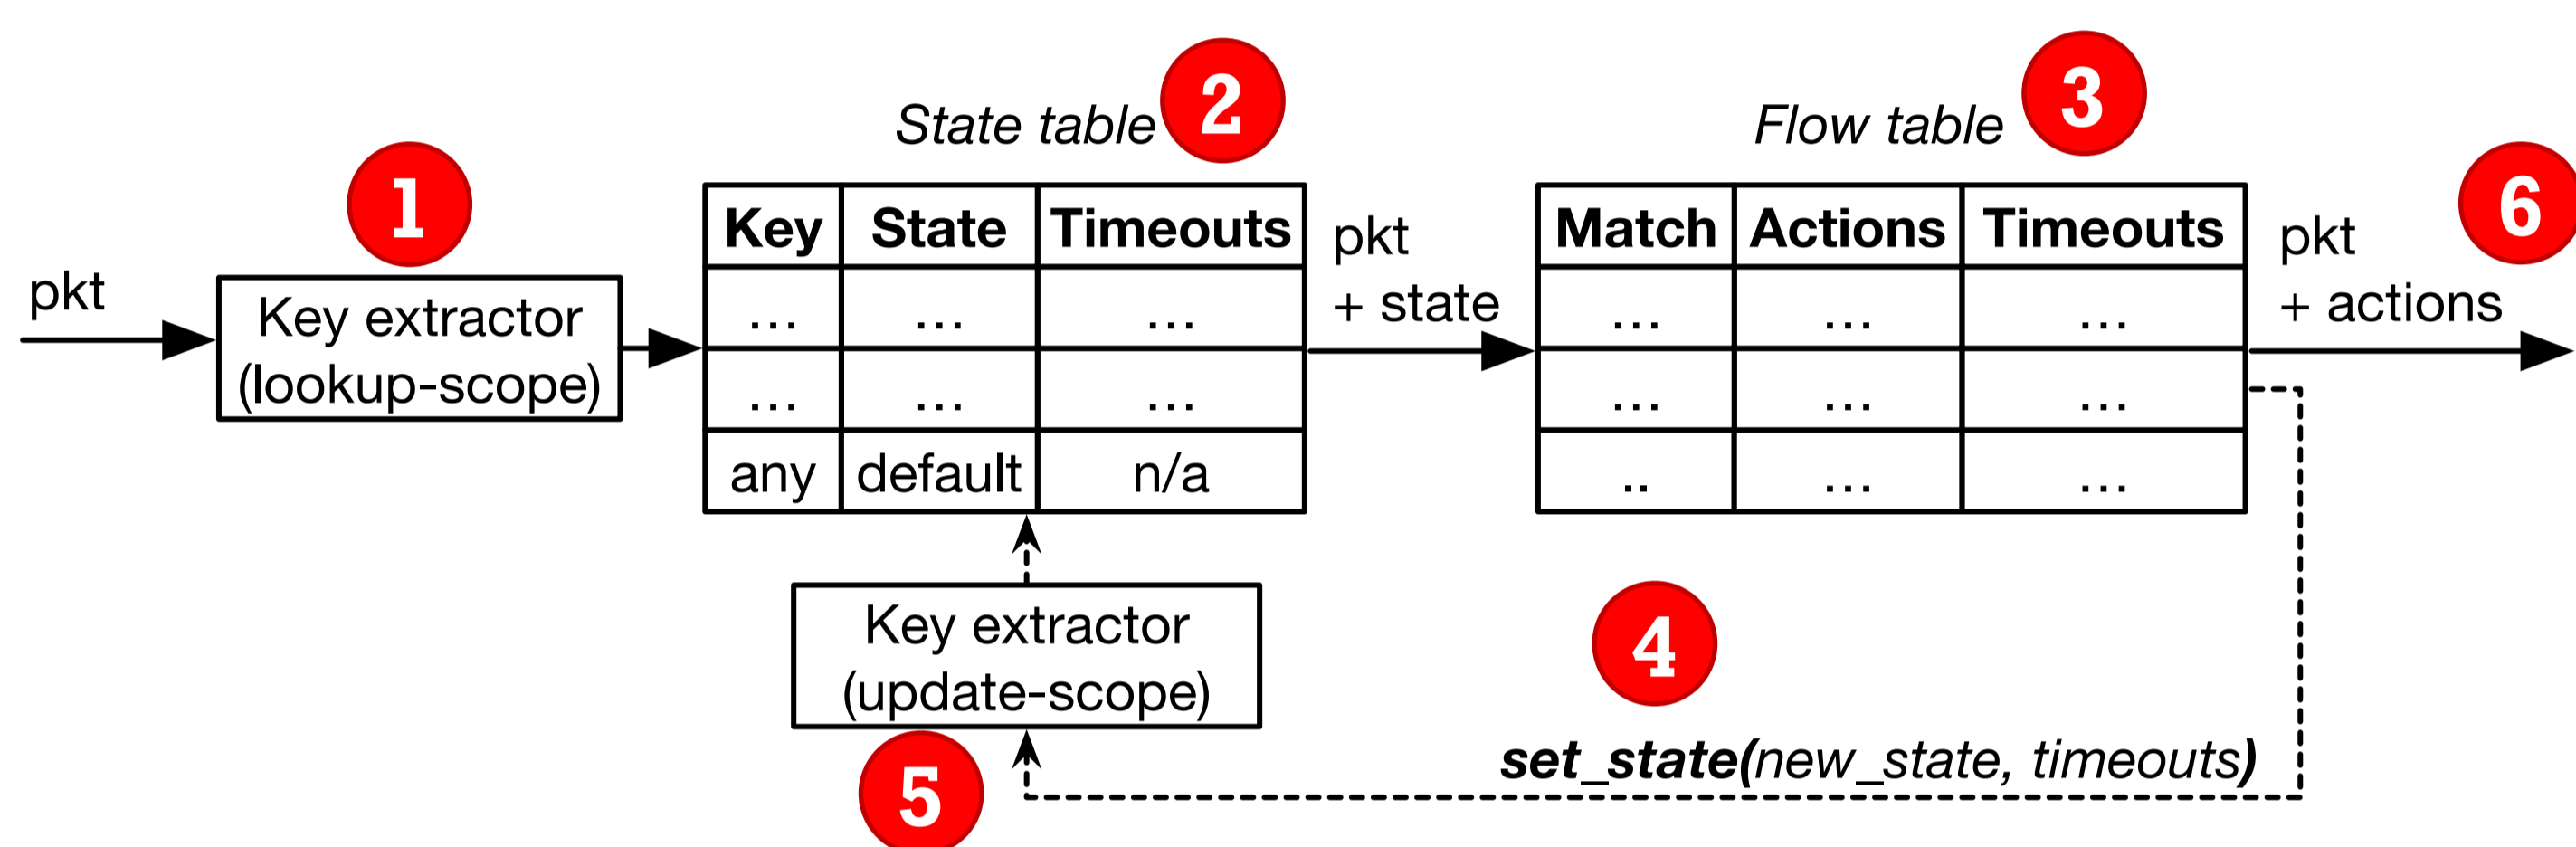 1
2
3
6
State table
Flow table
pkt
Key extractor
(lookup-scope)
Key State Timeouts
... ... ...
... ... ...
any default n/a
pkt
+ state
Match Actions Timeouts
... ... ...
... ... ...
.. ... ...
pkt
+ actions
Key extractor
(update-scope)
4
5
set_state(new_state, timeouts)